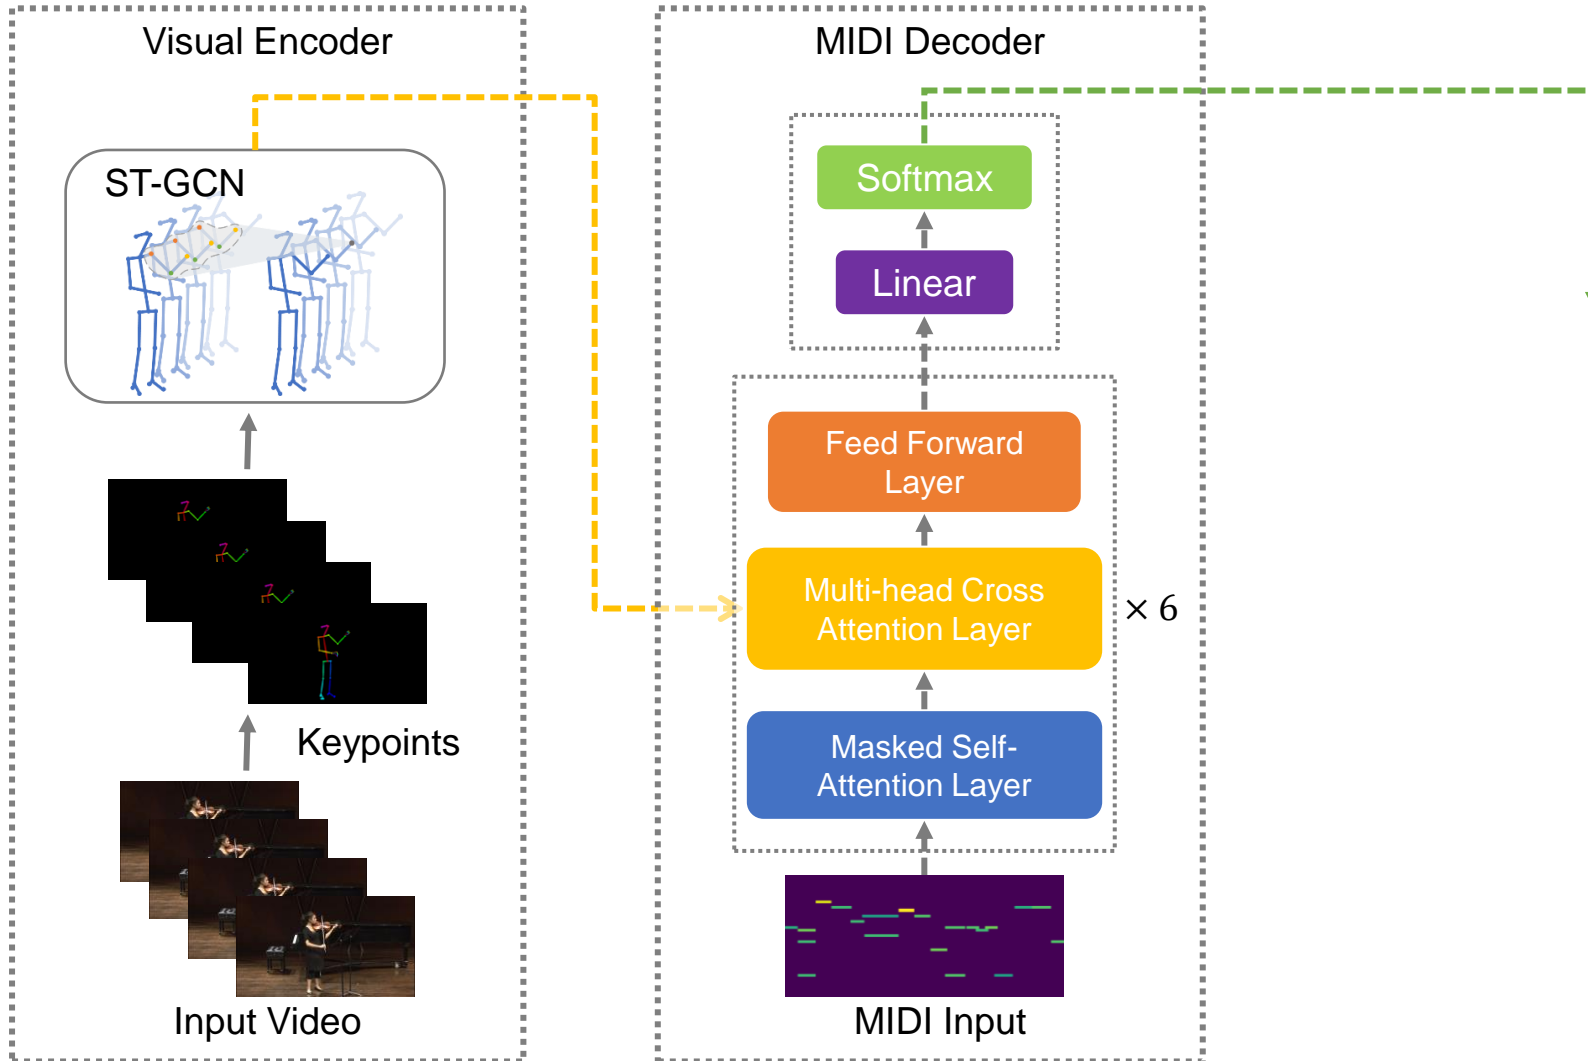 Visual Encoder
ST-GCN
Keypoints
Input Video
MIDI Decoder
Softmax
Linear
Feed Forward
Layer
Multi-head Cross
Attention Layer
× 6
Masked Self-
Attention Layer
MIDI Input